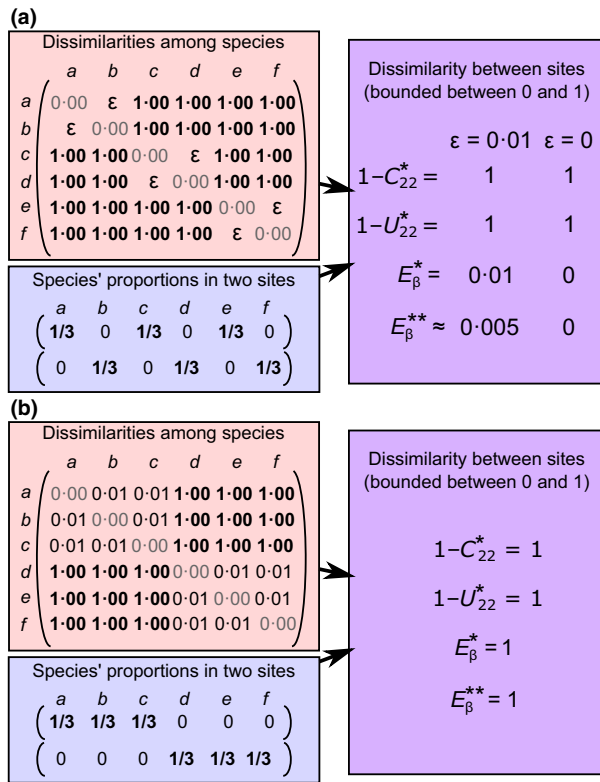 (a)
Dissimilarities among species
a b c d e f
a 0·00 ε 1·00 1·00 1·00 1·00
b ε 0·00 1·00 1·00 1·00 1·00
c 1·00 1·00 0·00 ε 1·00 1·00
d 1·00 1·00 ε 0·00 1·00 1·00
e 1·00 1·00 1·00 1·00 0·00 ε
f 1·00 1·00 1·00 1·00 ε 0·00
Species' proportions in two sites
a b c d e f
1/3 0 1/3 0 1/3 0
0 1/3 0 1/3 0 1/3
Dissimilarity between sites
(bounded between 0 and 1)
ε = 0·01 ε = 0
1−C*22 = 1 1
1−U*22 = 1 1
E*β = 0·01 0
E**β ≈ 0·005 0
(b)
Dissimilarities among species
a b c d e f
a 0·00 0·01 0·01 1·00 1·00 1·00
b 0·01 0·00 0·01 1·00 1·00 1·00
c 0·01 0·01 0·00 1·00 1·00 1·00
d 1·00 1·00 1·00 0·00 0·01 0·01
e 1·00 1·00 1·00 0·01 0·00 0·01
f 1·00 1·00 1·00 0·01 0·01 0·00
Species' proportions in two sites
a b c d e f
1/3 1/3 1/3 0 0 0
0 0 0 1/3 1/3 1/3
Dissimilarity between sites
(bounded between 0 and 1)
1−C*22 = 1
1−U*22 = 1
E*β = 1
E**β = 1